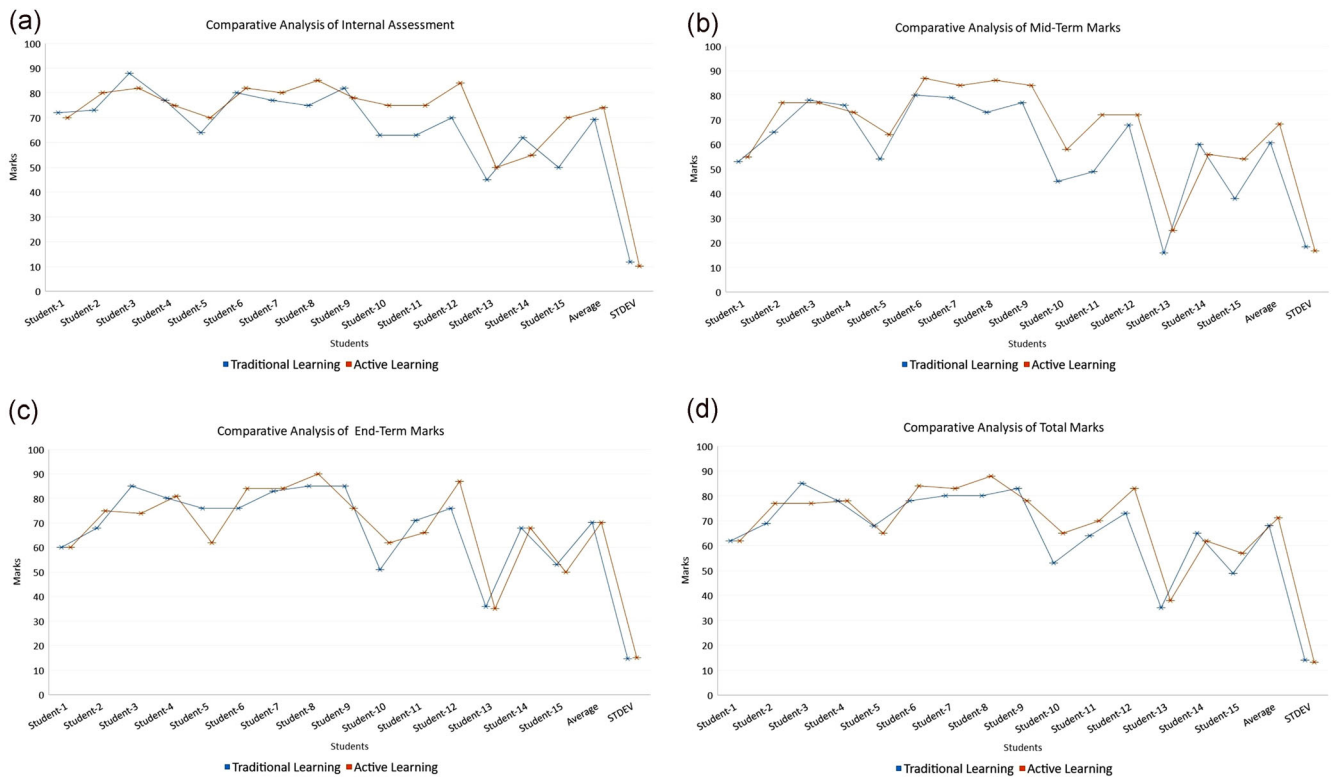 (a)
Comparative Analysis of Internal Assessment
100
90
80
70
60
50
40
30
20
10
0
Marks
Student-1
Student-2
Student-3
Student-4
Student-5
Student-6
Student-7
Student-8
Student-9
Student-10
Student-11
Student-12
Student-13
Student-14
Student-15
Average
STDEV
Students
Traditional Learning Active Learning
(b)
Comparative Analysis of Mid-Term Marks
100
90
80
70
60
50
40
30
20
10
0
Marks
Student-1
Student-2
Student-3
Student-4
Student-5
Student-6
Student-7
Student-8
Student-9
Student-10
Student-11
Student-12
Student-13
Student-14
Student-15
Average
STDEV
Students
Traditional Learning Active Learning
(c)
Comparative Analysis of End-Term Marks
100
90
80
70
60
50
40
30
20
10
0
Marks
Student-1
Student-2
Student-3
Student-4
Student-5
Student-6
Student-7
Student-8
Student-9
Student-10
Student-11
Student-12
Student-13
Student-14
Student-15
Average
STDEV
Students
Traditional Learning Active Learning
(d)
Comparative Analysis of Total Marks
100
90
80
70
60
50
40
30
20
10
0
Marks
Student-1
Student-2
Student-3
Student-4
Student-5
Student-6
Student-7
Student-8
Student-9
Student-10
Student-11
Student-12
Student-13
Student-14
Student-15
Average
STDEV
Students
Traditional Learning Active Learning